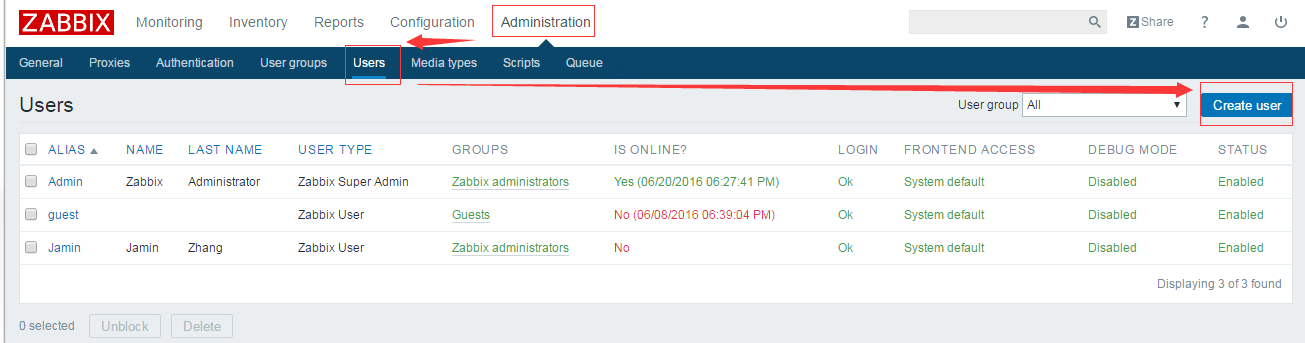 ZABBIX Monitoring Inventory Reports Configuration Administration Z Share ?
General Proxies Authentication User groups Users Media types Scripts Queue
Users User group All Create user
ALIAS NAME LAST NAME USER TYPE GROUPS IS ONLINE? LOGIN FRONTEND ACCESS DEBUG MODE STATUS
Admin Zabbix Administrator Zabbix Super Admin Zabbix administrators Yes (06/20/2016 06:27:41 PM) Ok System default Disabled Enabled
guest Zabbix User Guests No (06/08/2016 06:39:04 PM) Ok System default Disabled Enabled
Jamin Jamin Zhang Zabbix User Zabbix administrators No Ok System default Disabled Enabled
Displaying 3 of 3 found
0 selected Unblock Delete